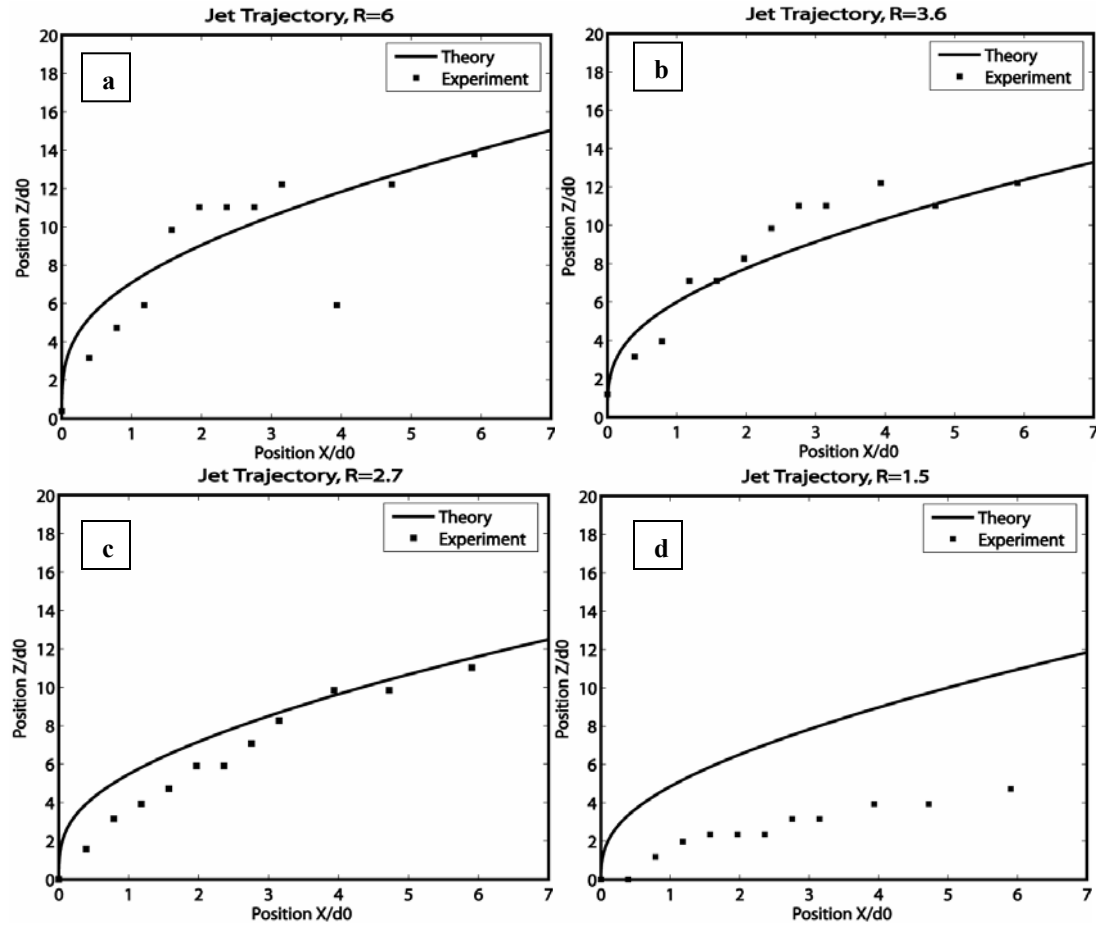 Jet Trajectory, R=6
20
18
16
14
12
10
8
6
4
2
0
Position Z/d0
a
Theory
Experiment
0 1 2 3 4 5 6 7
Position X/d0
Jet Trajectory, R=3.6
20
18
16
14
12
10
8
6
4
2
0
Position Z/d0
b
Theory
Experiment
0 1 2 3 4 5 6 7
Position X/d0
Jet Trajectory, R=2.7
20
18
16
14
12
10
8
6
4
2
0
Position Z/d0
c
Theory
Experiment
0 1 2 3 4 5 6 7
Position X/d0
Jet Trajectory, R=1.5
20
18
16
14
12
10
8
6
4
2
0
Position Z/d0
d
Theory
Experiment
0 1 2 3 4 5 6 7
Position X/d0